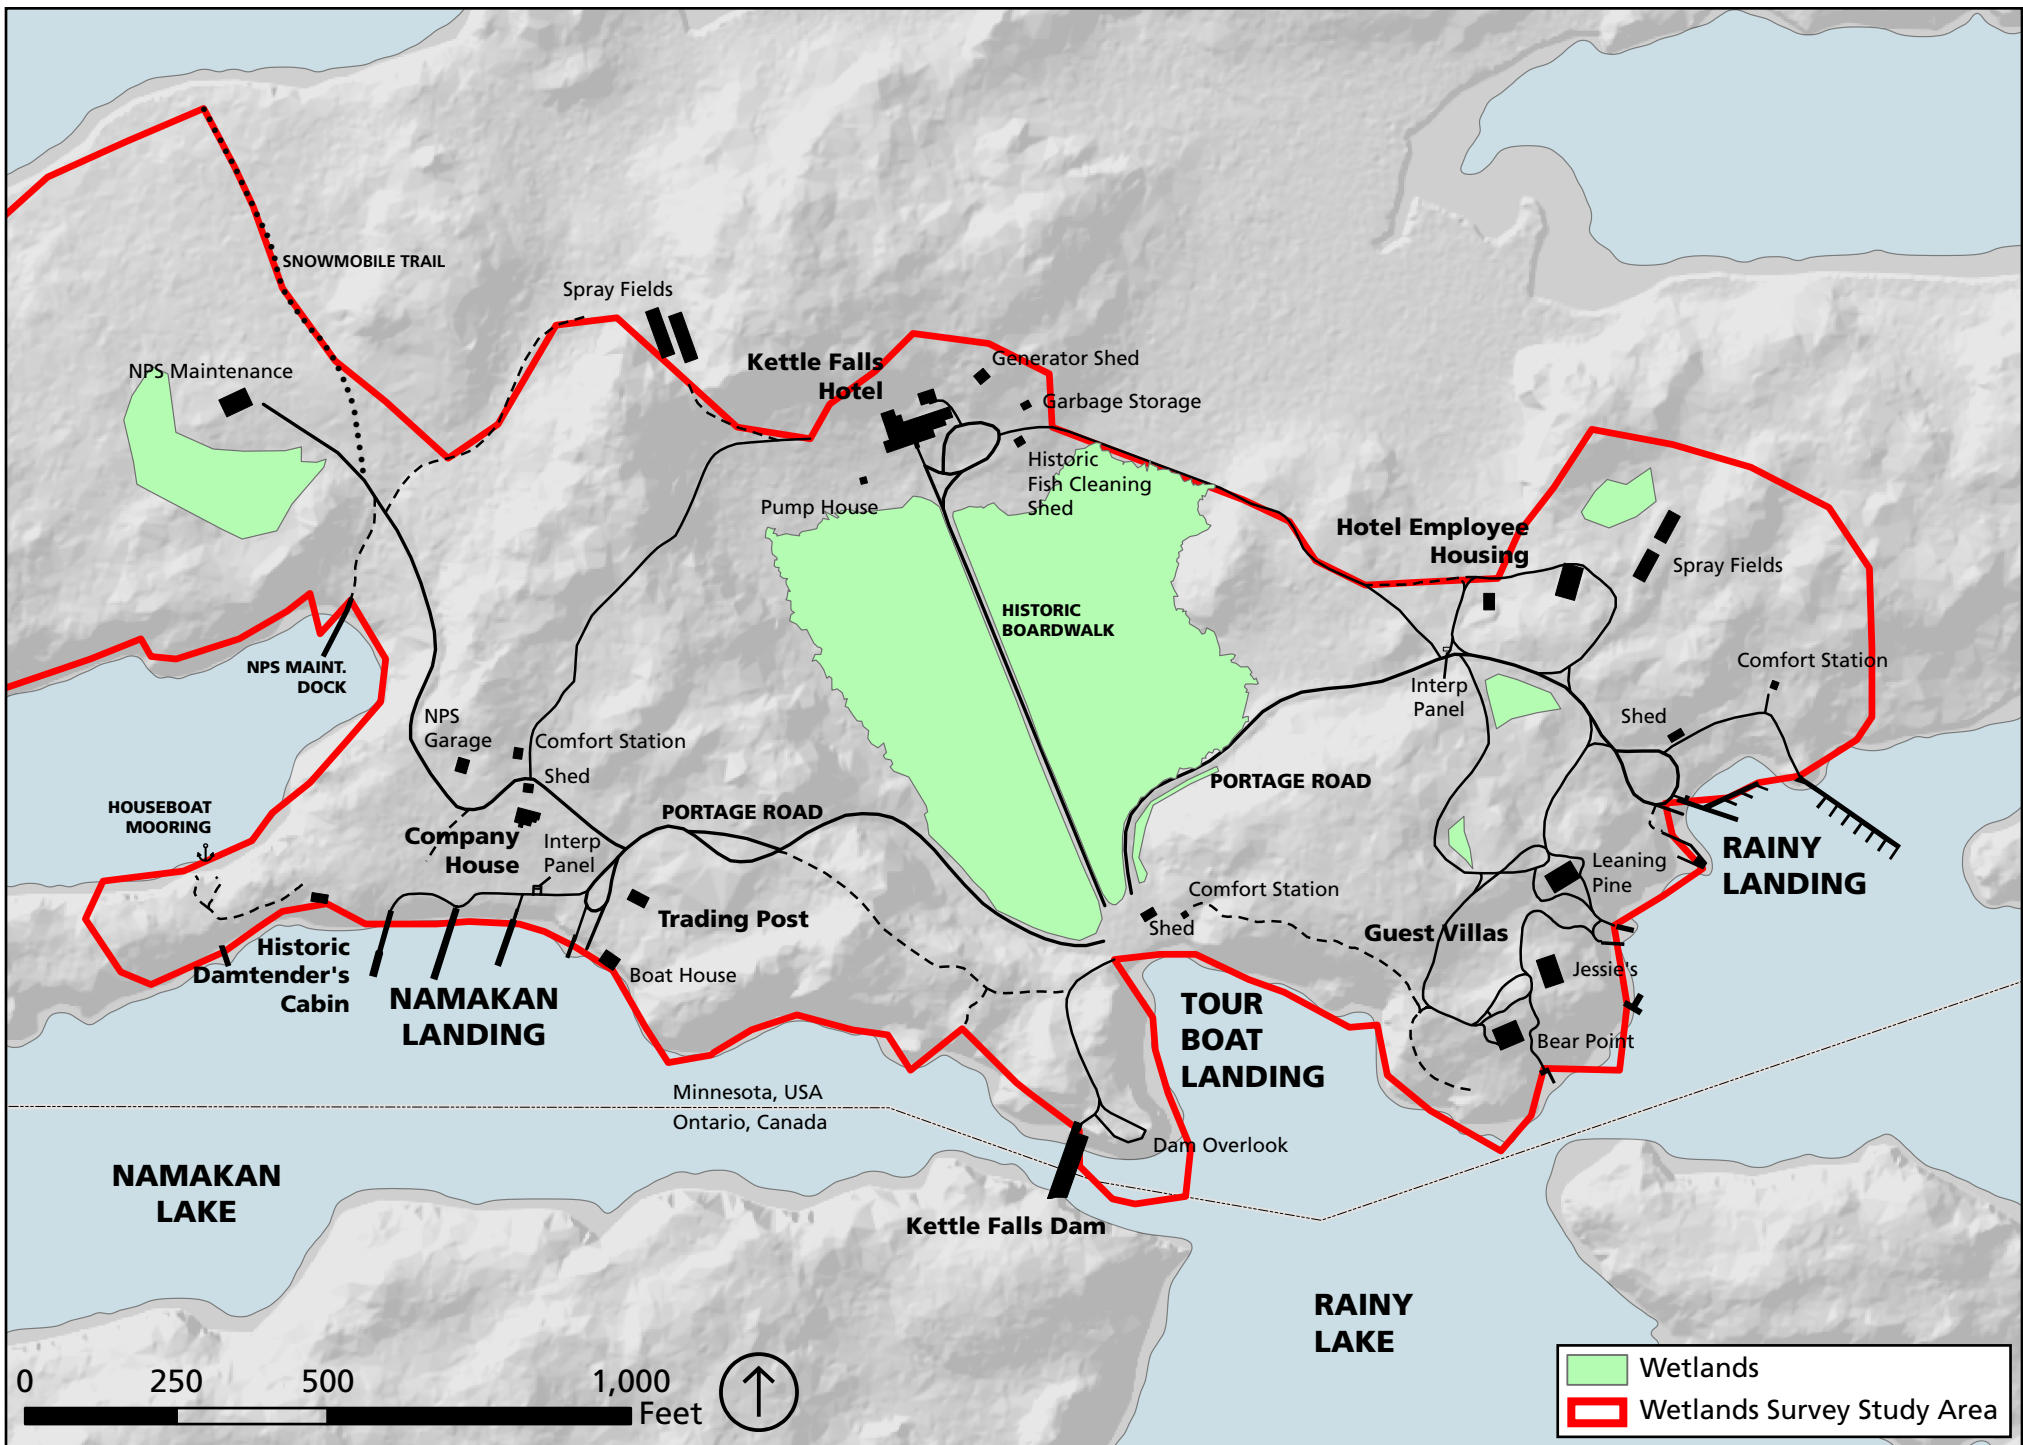 SNOWMOBILE TRAIL
Spray Fields
NPS Maintenance
Kettle Falls
Hotel
Generator Shed
Garbage Storage
Historic
Fish Cleaning
Shed
Pump House
Hotel Employee
Housing
Spray Fields
HISTORIC
BOARDWALK
NPS MAINT.
DOCK
Interp
Panel
Comfort Station
Shed
NPS
Garage
Comfort Station
Shed
HOUSEBOAT
MOORING
Company
House
Interp
Panel
PORTAGE ROAD
PORTAGE ROAD
RAINY
LANDING
Leaning
Pine
Comfort Station
Shed
Trading Post
Guest Villas
Historic
Damtender's
Cabin
NAMAKAN
LANDING
Boat House
Jessie's
TOUR
BOAT
LANDING
Bear Point
Minnesota, USA
Ontario, Canada
Dam Overlook
NAMAKAN
LAKE
Kettle Falls Dam
RAINY
LAKE
0 250 500 1,000
Feet
Wetlands
Wetlands Survey Study Area